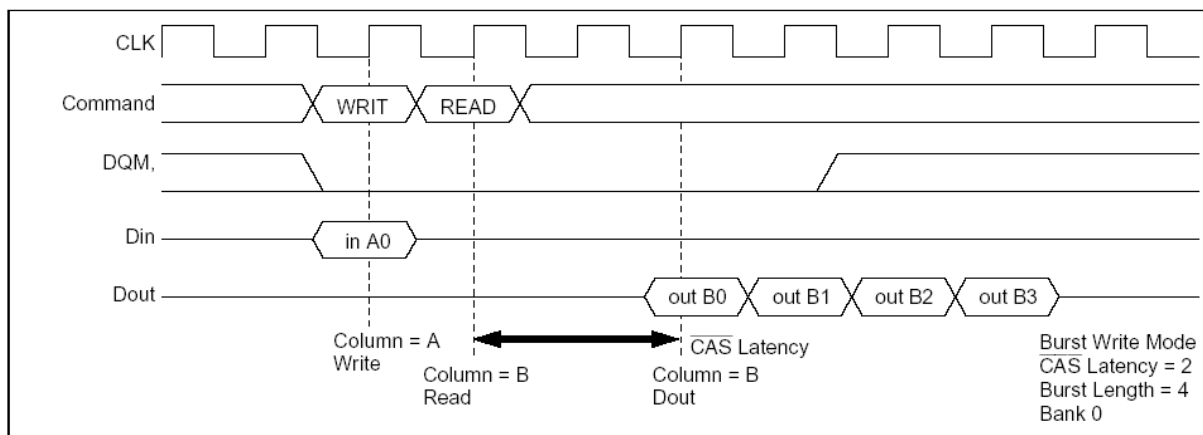 CLK
Command
WRIT
READ
DQM,
Din
in A0
Dout
out B0
out B1
out B2
out B3
Column = A
Write
Column = B
Read
CAS Latency
Column = B
Dout
Burst Write Mode
CAS Latency = 2
Burst Length = 4
Bank 0